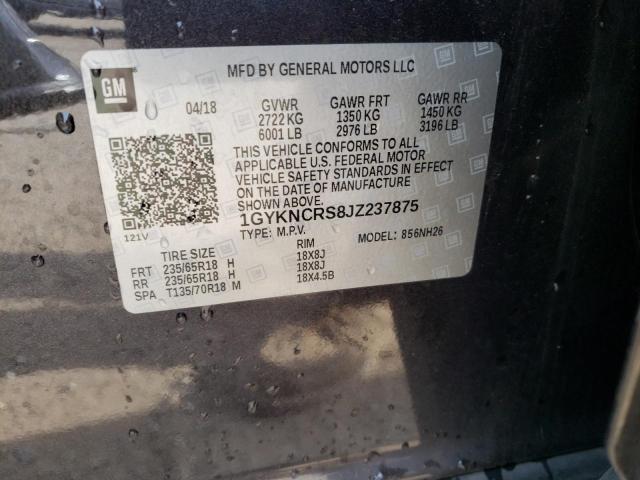 GM
MFD BY GENERAL MOTORS LLC
04/18 GVWR GAWR FRT GAWR RR
2722 KG 1350 KG 1450 KG
6001 LB 2976 LB 3196 LB
THIS VEHICLE CONFORMS TO ALL
APPLICABLE U.S. FEDERAL MOTOR
VEHICLE SAFETY STANDARDS IN EFFECT
ON THE DATE OF MANUFACTURE
SHOWN ABOVE.
121V
1GYKNCRS8JZ237875
TYPE: M.P.V. MODEL: 856NH26
TIRE SIZE RIM
FRT 235/65R18 H 18X8J
RR 235/65R18 H 18X8J
SPA T135/70R18 M 18X4.5B